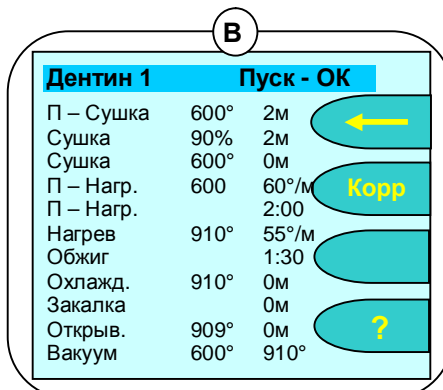 В
Дентин 1 Пуск - ОК
П – Сушка 600° 2м
Сушка 90% 2м
Сушка 600° 0м
П – Нагр. 600 60°/м Корр
П – Нагр. 2:00
Нагрев 910° 55°/м
Обжиг 1:30
Охлажд. 910° 0м
Закалка 0м
Открыв. 909° 0м ?
Вакуум 600° 910°